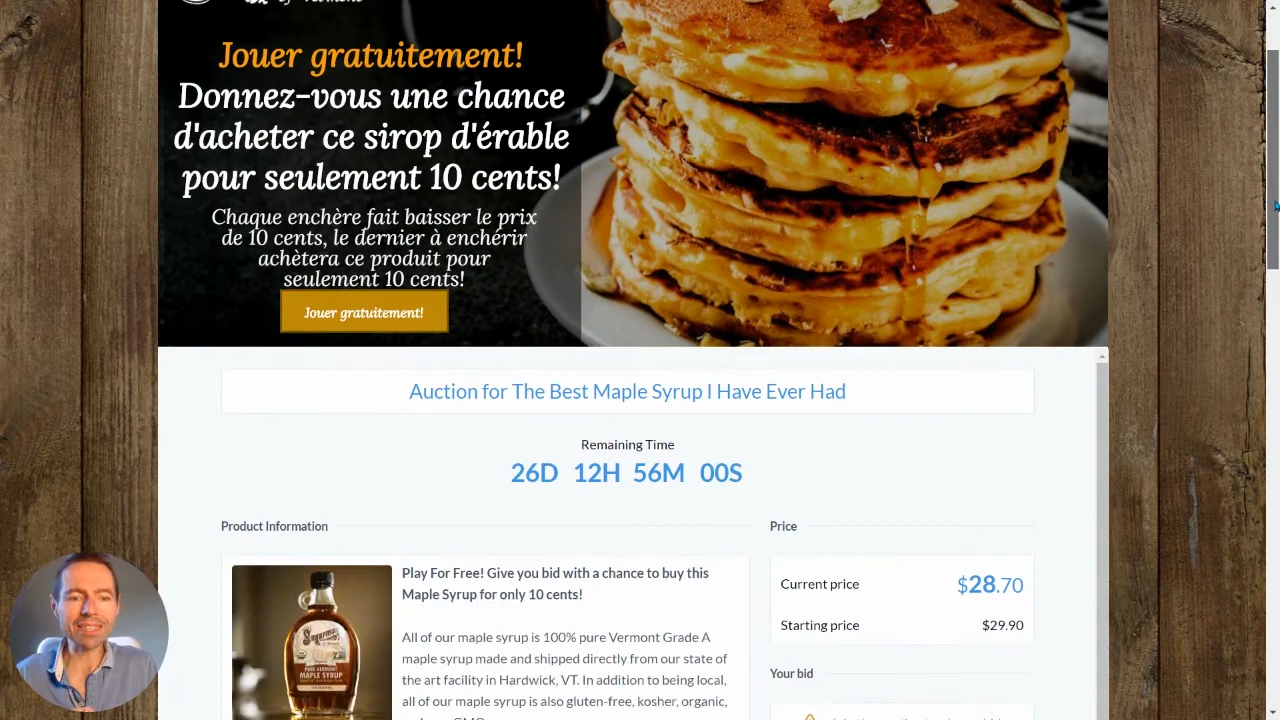 of Vermont
Jouer gratuitement!
Donnez-vous une chance
d'acheter ce sirop d'érable
pour seulement 10 cents!
Chaque enchère fait baisser le prix
de 10 cents, le dernier à enchérir
achètera ce produit pour
seulement 10 cents!
Jouer gratuitement!
Auction for The Best Maple Syrup I Have Ever Had
Remaining Time
26D 12H 56M 00S
Product Information
Play For Free! Give you bid with a chance to buy this
Maple Syrup for only 10 cents!
All of our maple syrup is 100% pure Vermont Grade A
maple syrup made and shipped directly from our state of
the art facility in Hardwick, VT. In addition to being local,
all of our maple syrup is also gluten-free, kosher, organic,
PURE VERMONT
MAPLE SYRUP
Price
Current price $28.70
Starting price $29.90
Your bid